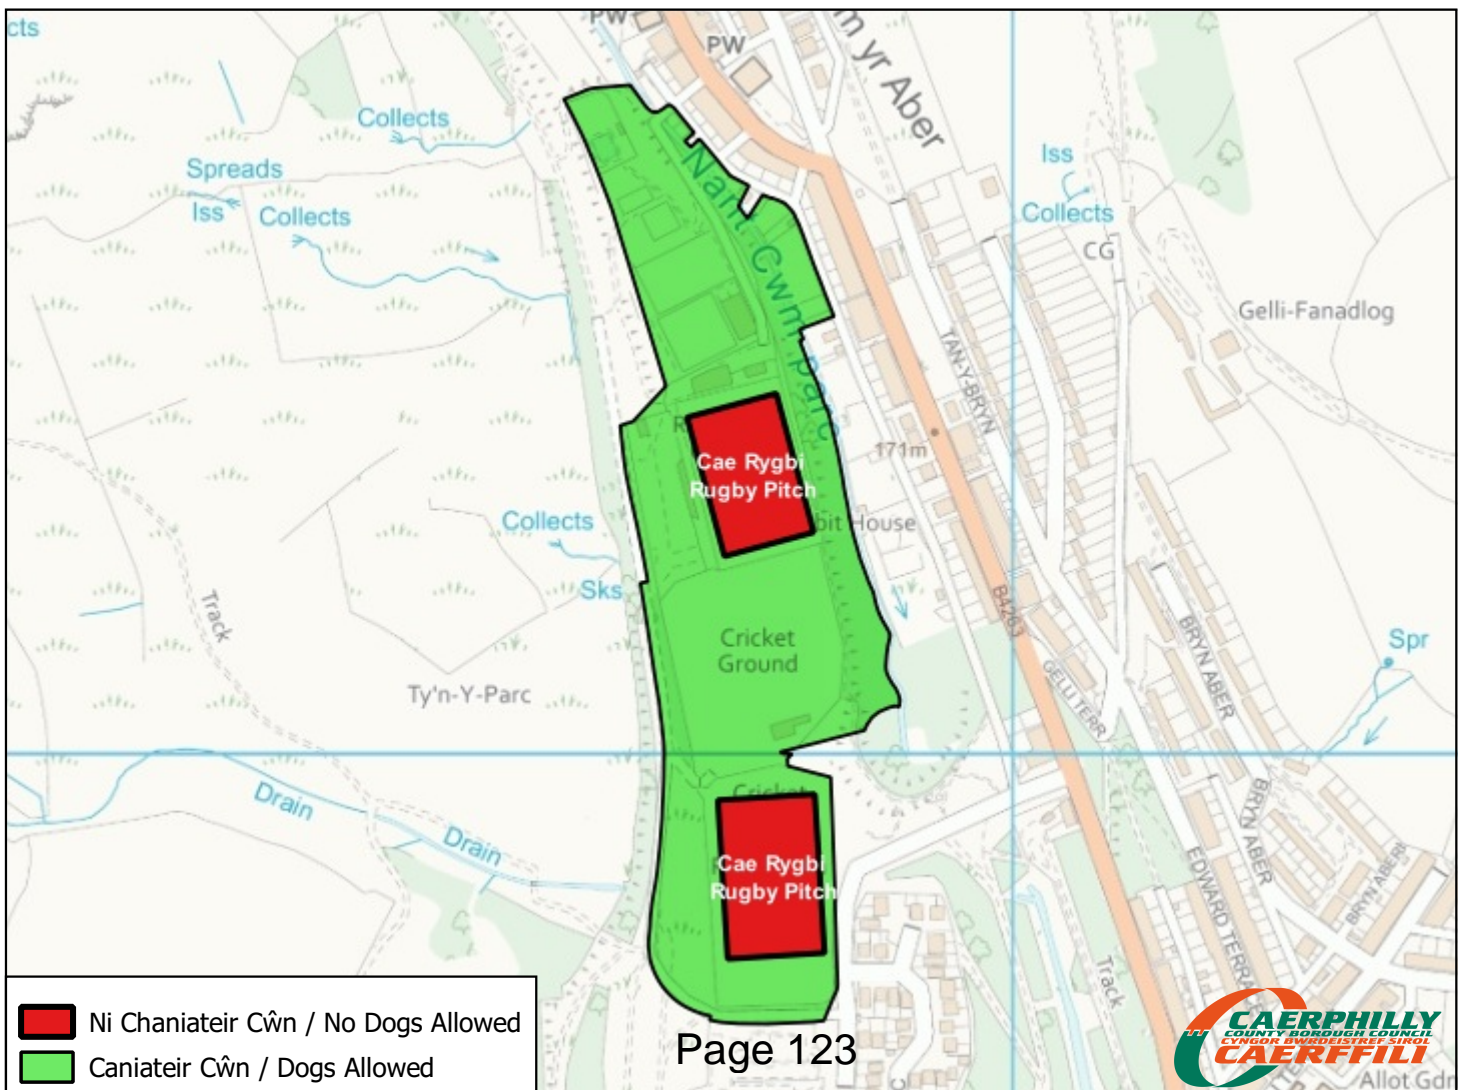 cts
PW
PW
m yr Aber
Collects
Iss
Spreads
Iss
Collects
Collects
CG
Nant Cwm-parc
Gelli-Fanadlog
TAN-Y-BRYN
171m
Cae Rygbi
Rugby Pitch
bit House
Collects
Sks
Track
B4263
Cricket
Ground
BRYN ABER
Spr
Ty'n-Y-Parc
GELLI TERR
Drain
Drain
Cricket
BRYN ABER
Cae Rygbi
Rugby Pitch
EDWARD TERRA
BRYN ABER
Track
Ni Chaniateir Cŵn / No Dogs Allowed
Caniateir Cŵn / Dogs Allowed
Page 123
CAERPHILLY
COUNTY BOROUGH COUNCIL
CYNGOR BWRDEISTREF SIROL
CAERFFILI
Allot Gdn